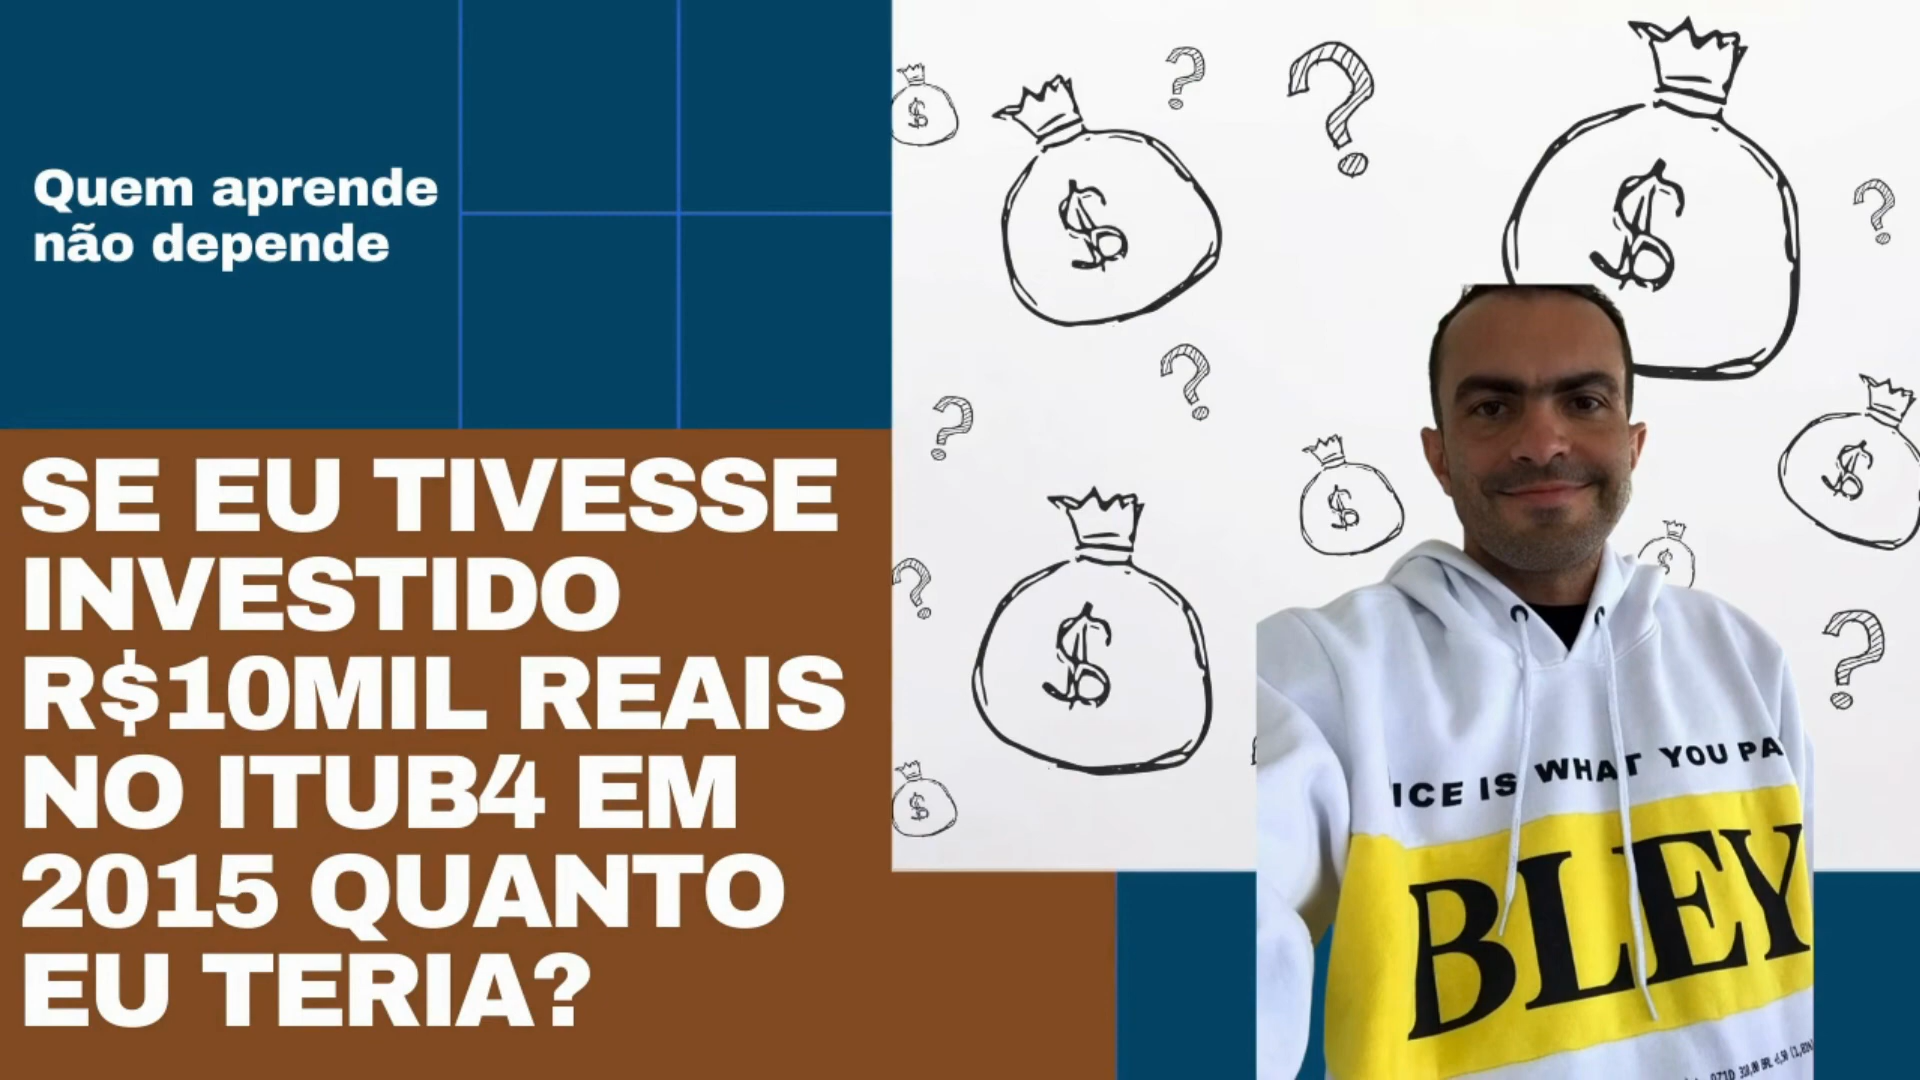 Quem aprende
não depende
SE EU TIVESSE
INVESTIDO
R$10MIL REAIS
NO ITUB4 EM
2015 QUANTO
EU TERIA?
ICE IS WHAT YOU PA
BLEY